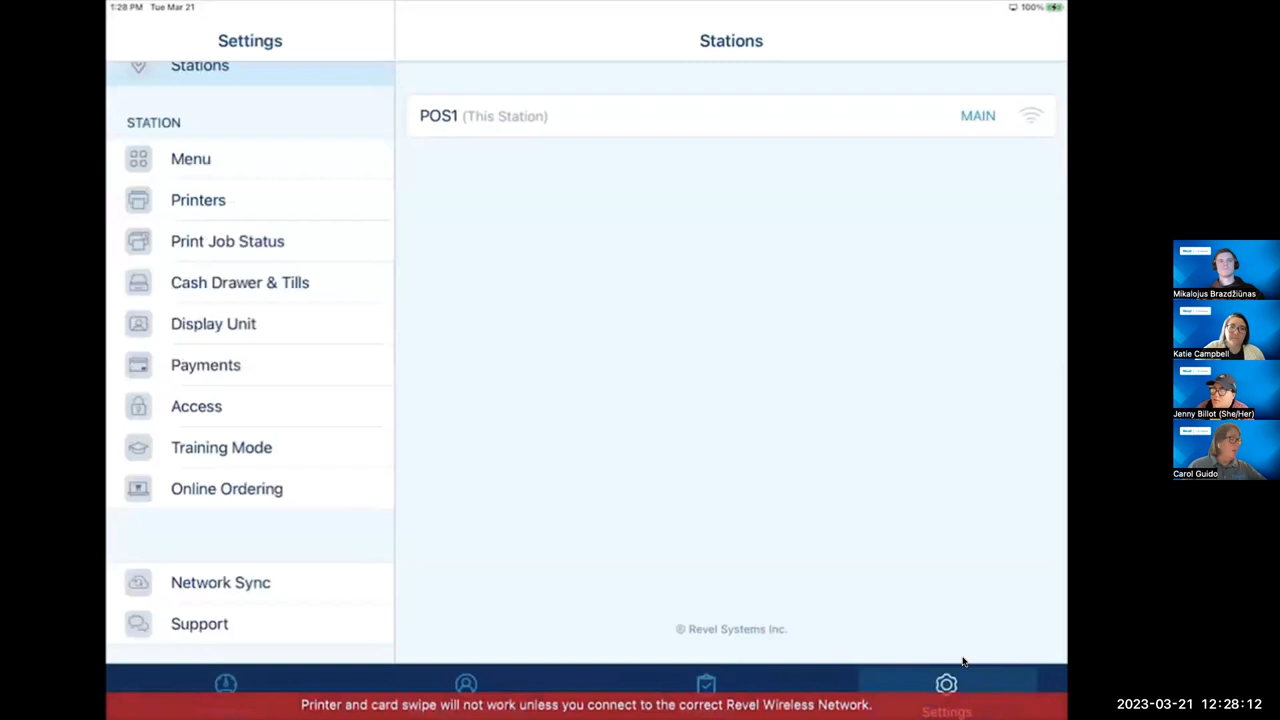 1:28 PM Tue Mar 21
100%
Settings
Stations
Stations
POS1 (This Station)
MAIN
STATION
Menu
Printers
Print Job Status
Cash Drawer & Tills
Display Unit
Payments
Access
Training Mode
Online Ordering
Network Sync
Support
© Revel Systems Inc.
Printer and card swipe will not work unless you connect to the correct Revel Wireless Network.
Settings
Mikalojus Brazdžiūnas
Katie Campbell
Jenny Billot (She/Her)
Carol Guido
2023-03-21 12:28:12